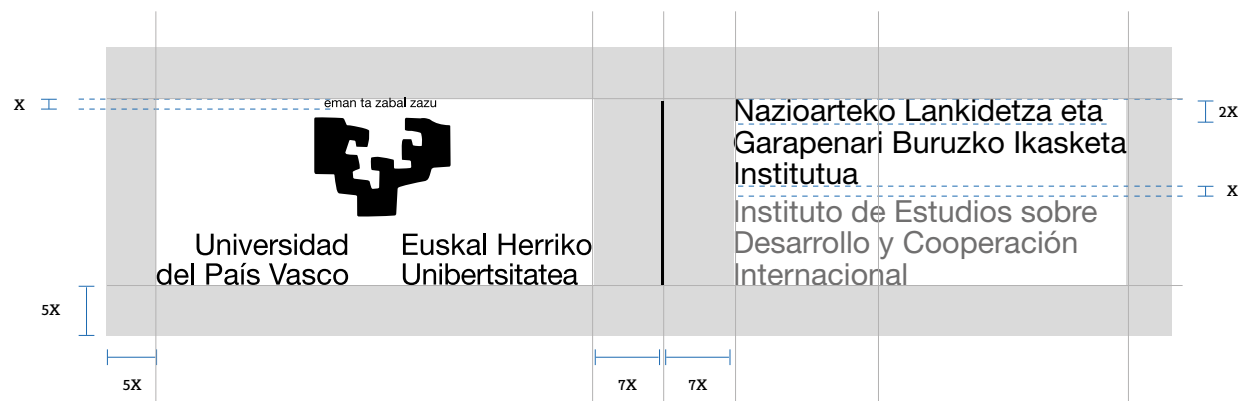 eman ta zabal zazu
Universidad
del País Vasco
Euskal Herriko
Unibertsitatea
Nazioarteko Lankidetza eta
Garapenari Buruzko Ikasketa
Institutua
Instituto de Estudios sobre
Desarrollo y Cooperación
Internacional
X
2X
X
5X
5X
7X
7X